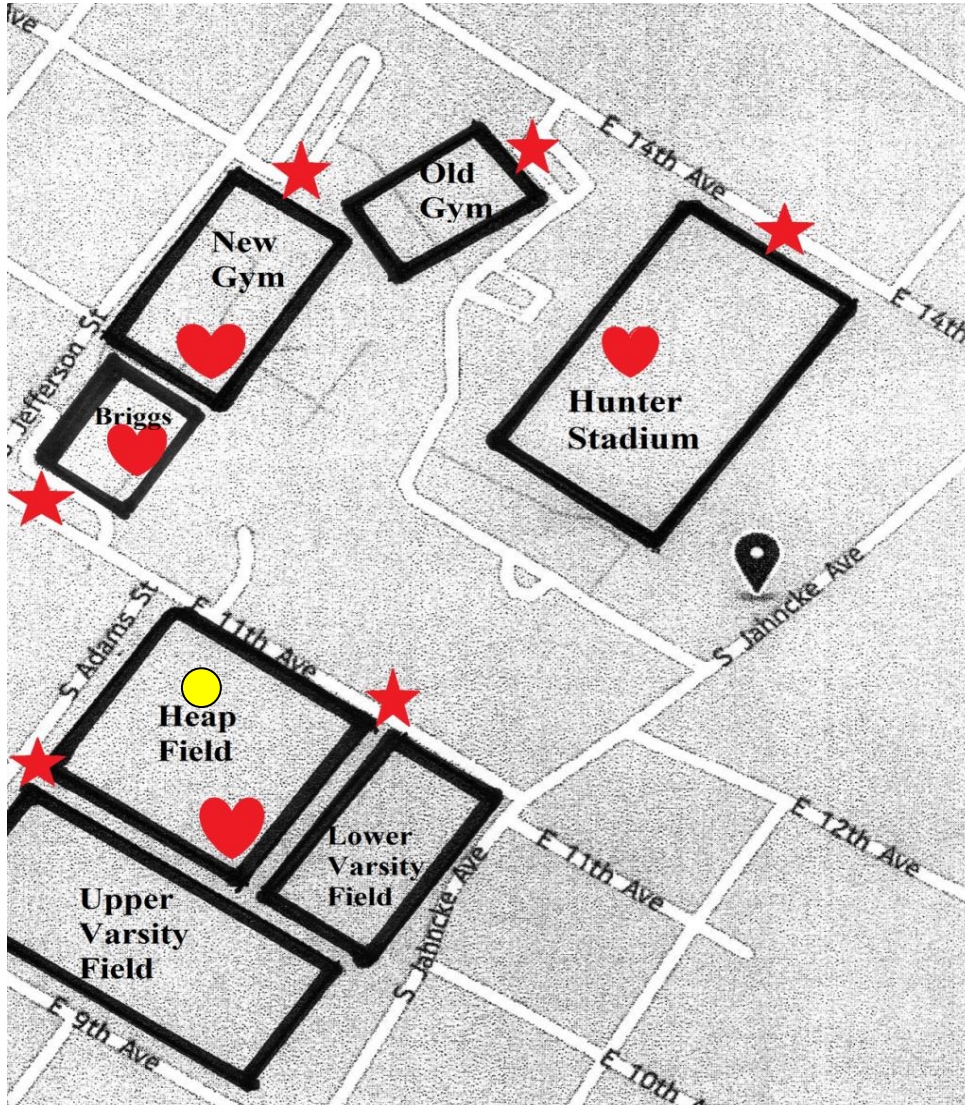 Ave
E 14th Ave
Old
Gym
New
Gym
E 14th
S Jefferson St
Briggs
Hunter
Stadium
S Jahncke Ave
S Adams St
E 11th Ave
Heap
Field
Lower
Varsity
Field
E 12th Ave
E 11th Ave
Upper
Varsity
Field
S Jahncke Ave
E 9th Ave
E 10th